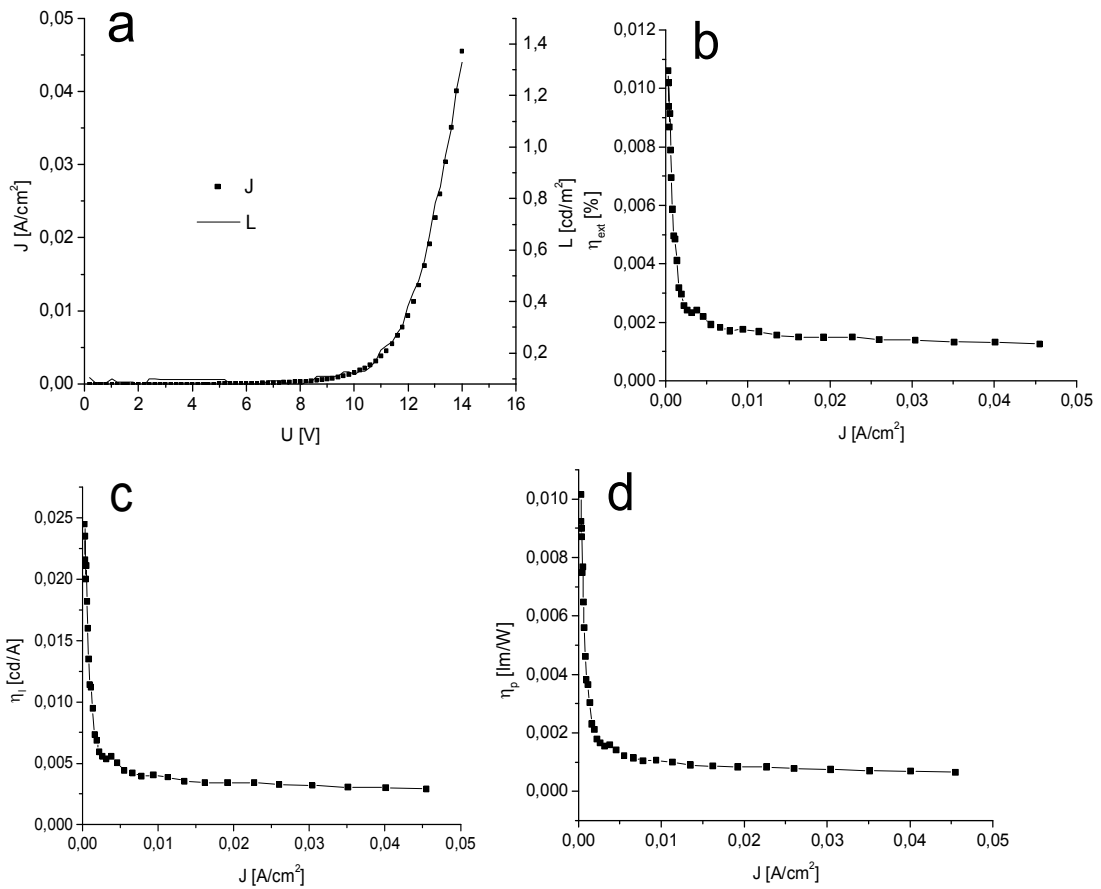 a
0,05
0,04
0,03
0,02
0,01
0,00
J [A/cm²]
J
L
1,4
1,2
1,0
0,8
0,6
0,4
0,2
L [cd/m²]
0 2 4 6 8 10 12 14 16
U [V]
b
0,012
0,010
0,008
0,006
0,004
0,002
0,000
ηext [%]
0,00 0,01 0,02 0,03 0,04 0,05
J [A/cm²]
c
0,025
0,020
0,015
0,010
0,005
0,000
ηl [cd/A]
0,00 0,01 0,02 0,03 0,04 0,05
J [A/cm²]
d
0,010
0,008
0,006
0,004
0,002
0,000
ηp [lm/W]
0,00 0,01 0,02 0,03 0,04 0,05
J [A/cm²]